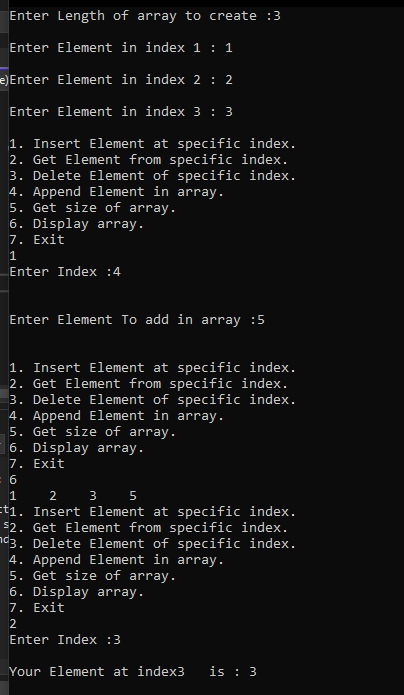 Enter Length of array to create :3
Enter Element in index 1 : 1
Enter Element in index 2 : 2
Enter Element in index 3 : 3
1. Insert Element at specific index.
2. Get Element from specific index.
3. Delete Element of specific index.
4. Append Element in array.
5. Get size of array.
6. Display array.
7. Exit
1
Enter Index :4
Enter Element To add in array :5
1. Insert Element at specific index.
2. Get Element from specific index.
3. Delete Element of specific index.
4. Append Element in array.
5. Get size of array.
6. Display array.
7. Exit
6
1    2    3    5
1. Insert Element at specific index.
2. Get Element from specific index.
3. Delete Element of specific index.
4. Append Element in array.
5. Get size of array.
6. Display array.
7. Exit
2
Enter Index :3
Your Element at index3   is : 3